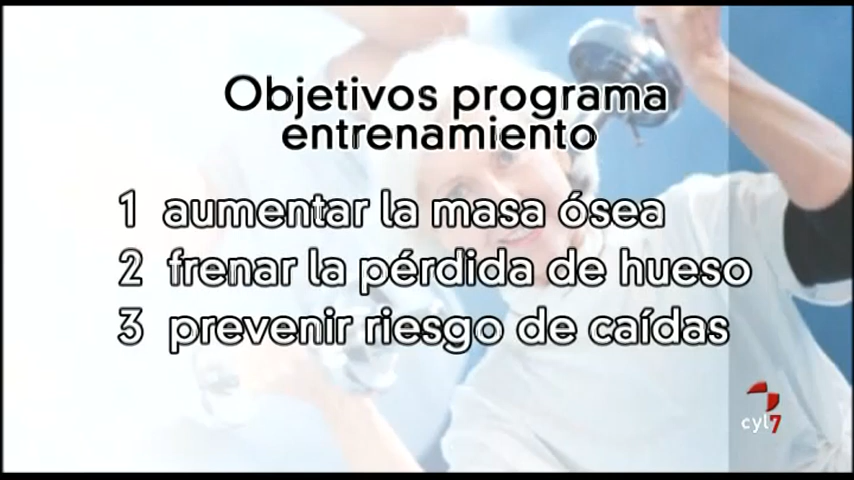 Objetivos programa
entrenamiento
1 aumentar la masa ósea
2 frenar la pérdida de hueso
3 prevenir riesgo de caídas
cyl7